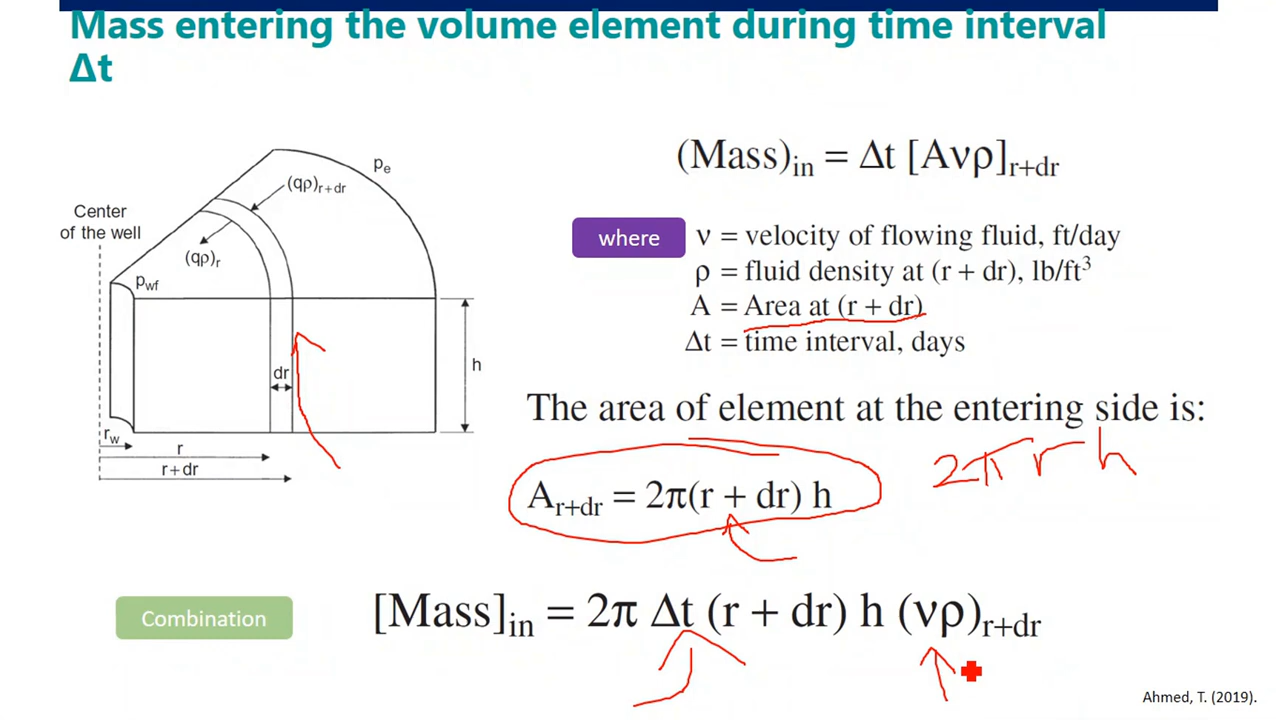 Mass entering the volume element during time interval
Δt
(Mass)in = Δt [Aνρ]r+dr
where
ν = velocity of flowing fluid, ft/day
ρ = fluid density at (r + dr), lb/ft³
A = Area at (r + dr)
Δt = time interval, days
pe
(qρ)r+dr
Center
of the well
(qρ)r
pwf
dr
h
rw
r
r+dr
The area of element at the entering side is:
2πrh
Ar+dr = 2π(r + dr) h
Combination
[Mass]in = 2π Δt (r + dr) h (νρ)r+dr
Ahmed, T. (2019).